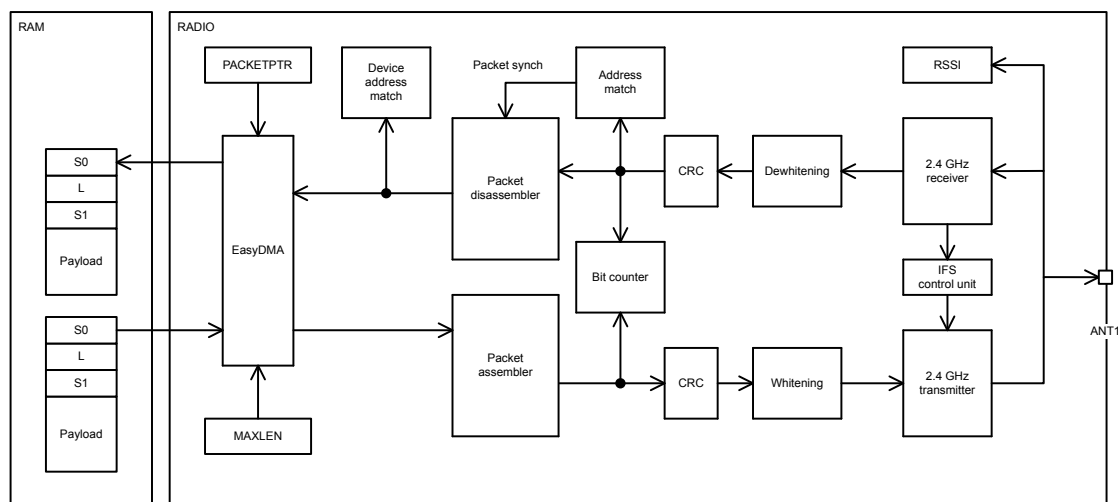 RAM
RADIO
PACKETPTR
Device
address
match
Packet synch
Address
match
RSSI
S0
L
S1
Payload
EasyDMA
Packet
disassembler
CRC
Dewhitening
2.4 GHz
receiver
Bit counter
IFS
control unit
ANT1
S0
L
S1
Payload
Packet
assembler
CRC
Whitening
2.4 GHz
transmitter
MAXLEN